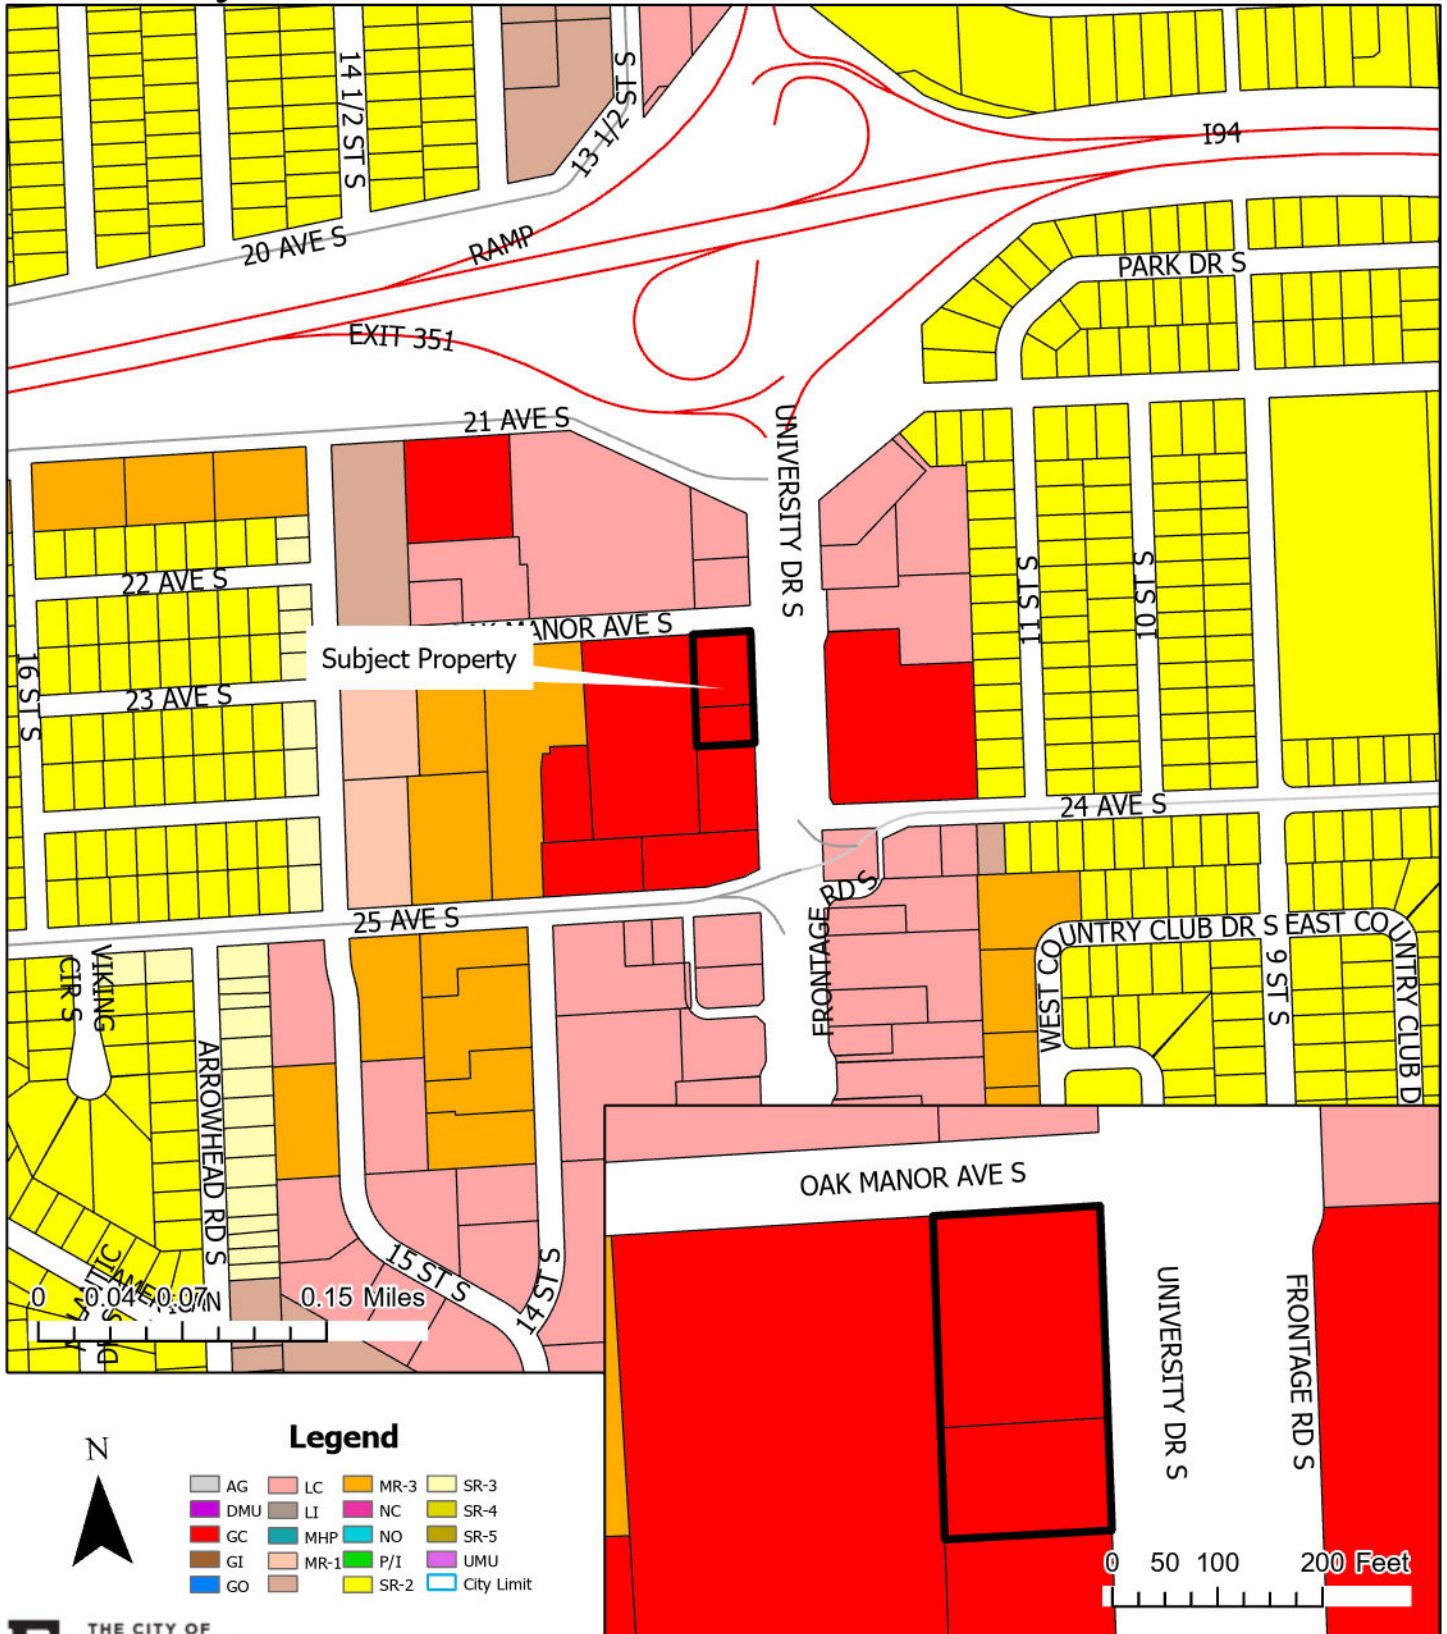 14 1/2 ST S
13 1/2 ST S
I94
20 AVE S
RAMP
PARK DR S
EXIT 351
21 AVE S
UNIVERSITY DR S
22 AVE S
11 ST S
10 ST S
MANOR AVE S
Subject Property
16 ST S
23 AVE S
24 AVE S
RD S
25 AVE S
FRONTAGE
WEST COUNTRY CLUB DR S EAST COUNTRY CLUB D
9 ST S
VIKING
CIR S
ARROWHEAD RD S
15 ST S
14 ST S
0 0.04 0.07 0.15 Miles
OAK MANOR AVE S
UNIVERSITY DR S
FRONTAGE RD S
0 50 100 200 Feet
N
Legend
AG LC MR-3 SR-3
DMU LI NC SR-4
GC MHP NO SR-5
GI MR-1 P/I UMU
GO SR-2 City Limit
THE CITY OF